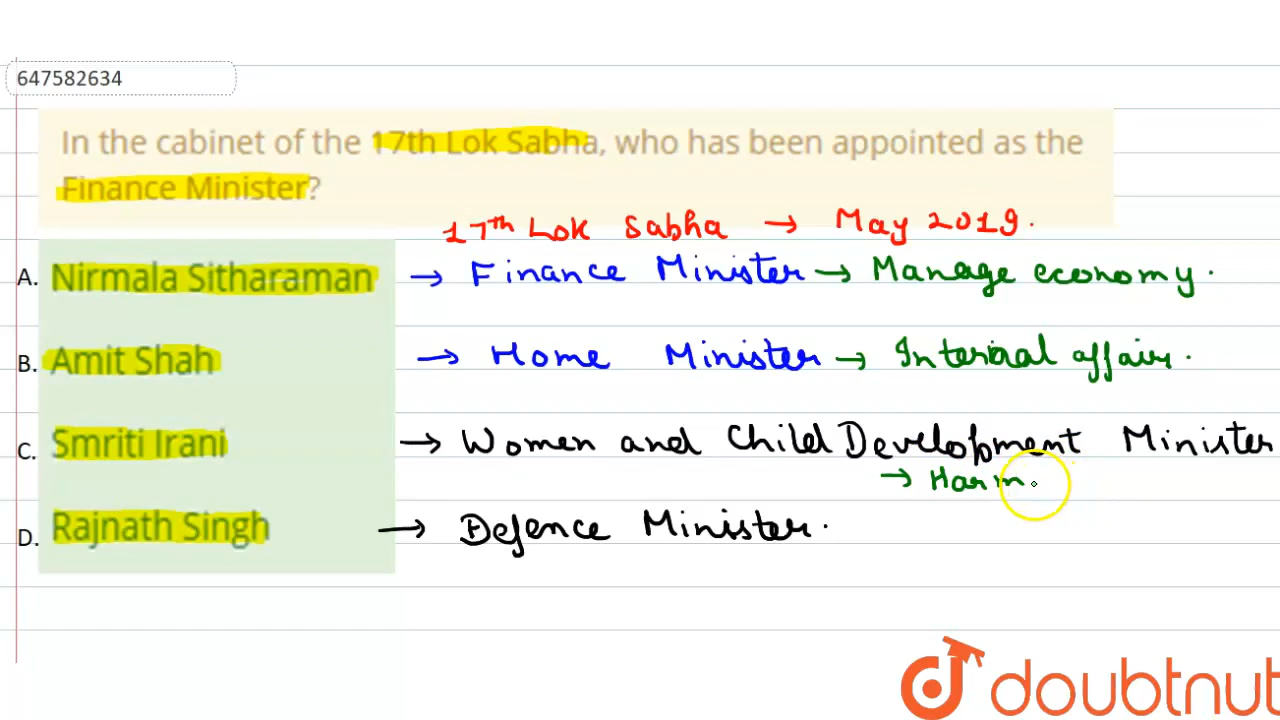 647582634
In the cabinet of the 17th Lok Sabha, who has been appointed as the
Finance Minister?
17th Lok Sabha → May 2019.
A. Nirmala Sitharaman → Finance Minister → Manage economy.
B. Amit Shah → Home Minister → Internal affairs.
C. Smriti Irani → Women and Child Development Minister
→ Harm
D. Rajnath Singh → Defence Minister.
doubtnut